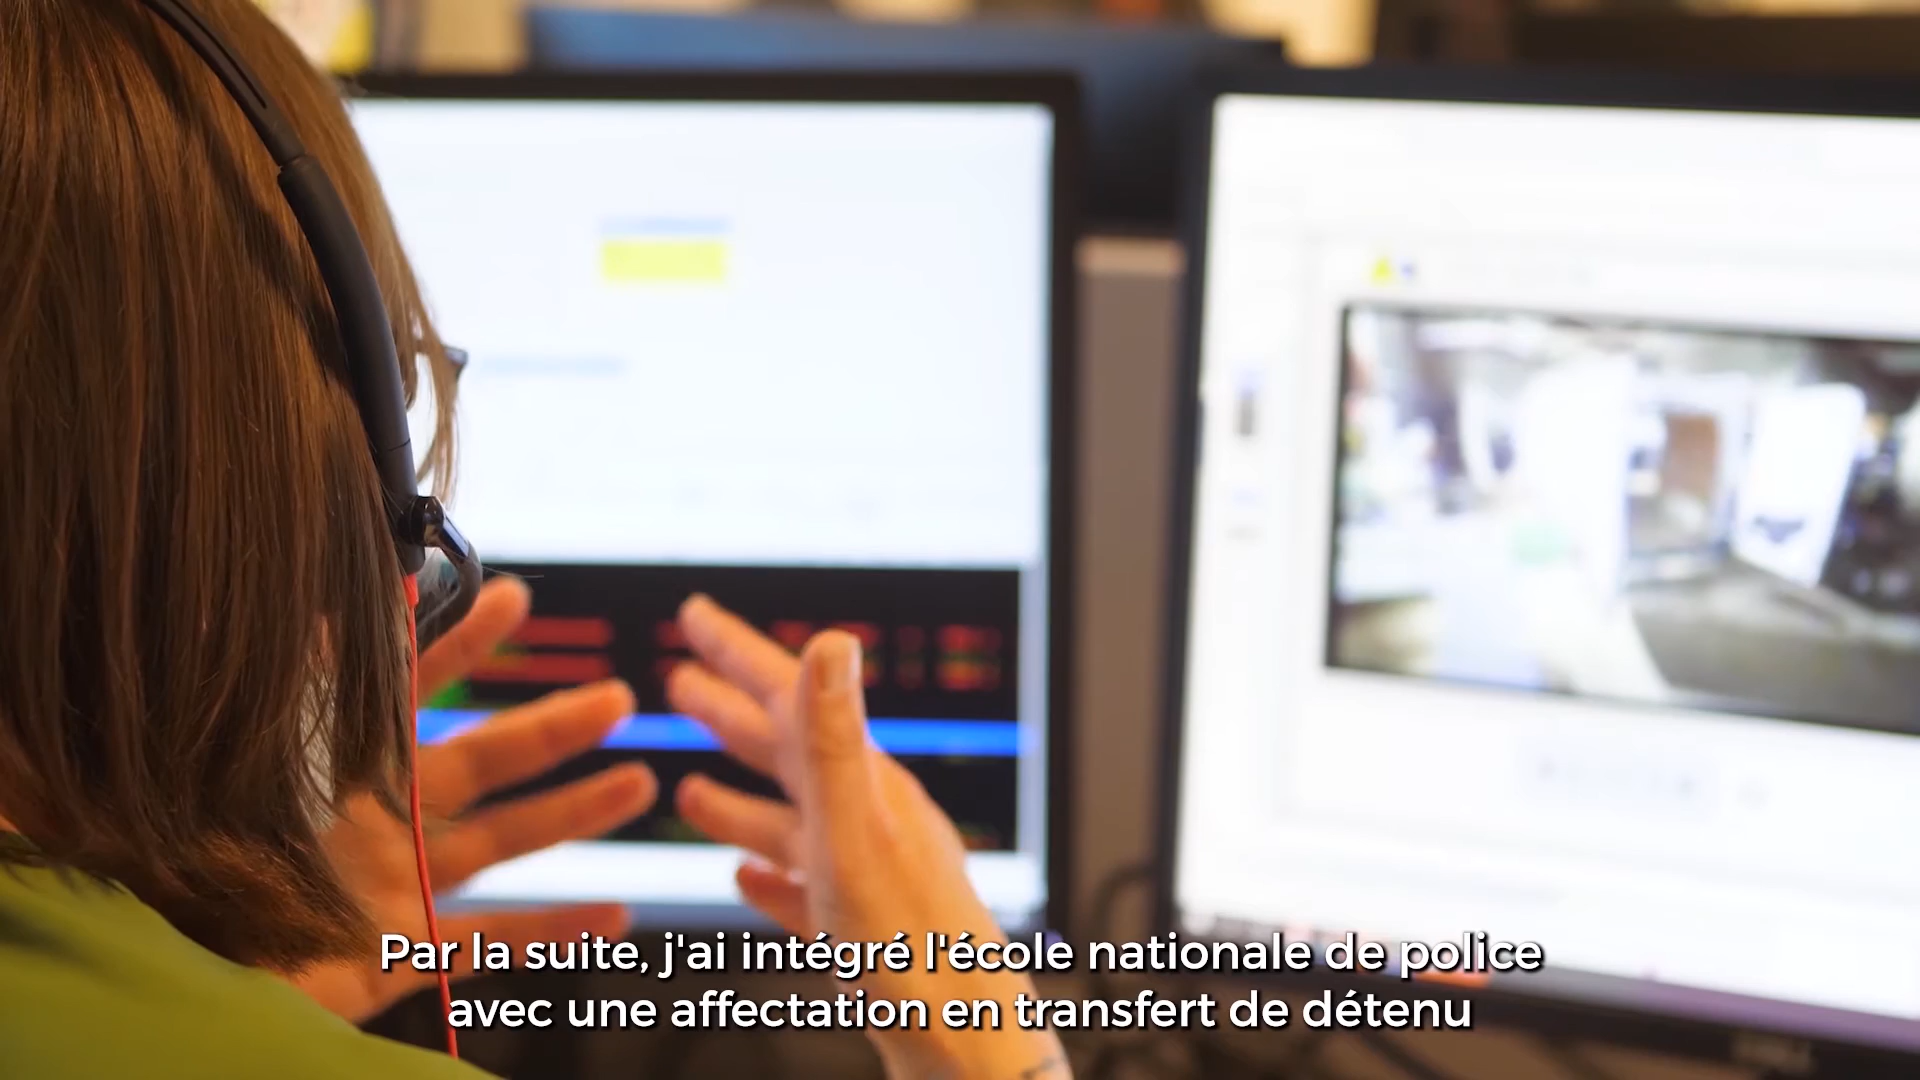 Par la suite, j'ai intégré l'école nationale de police
avec une affectation en transfert de détenu